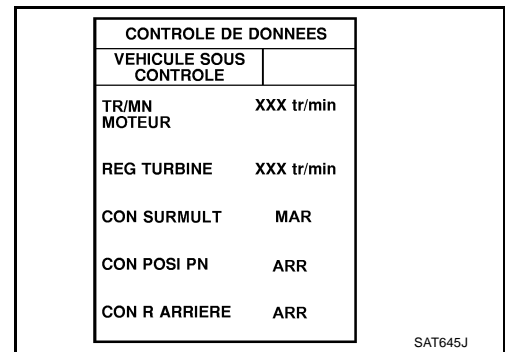 CONTROLE DE DONNEES
VEHICULE SOUS
CONTROLE
TR/MN XXX tr/min
MOTEUR
REG TURBINE XXX tr/min
CON SURMULT MAR
CON POSI PN ARR
CON R ARRIERE ARR
SAT645J